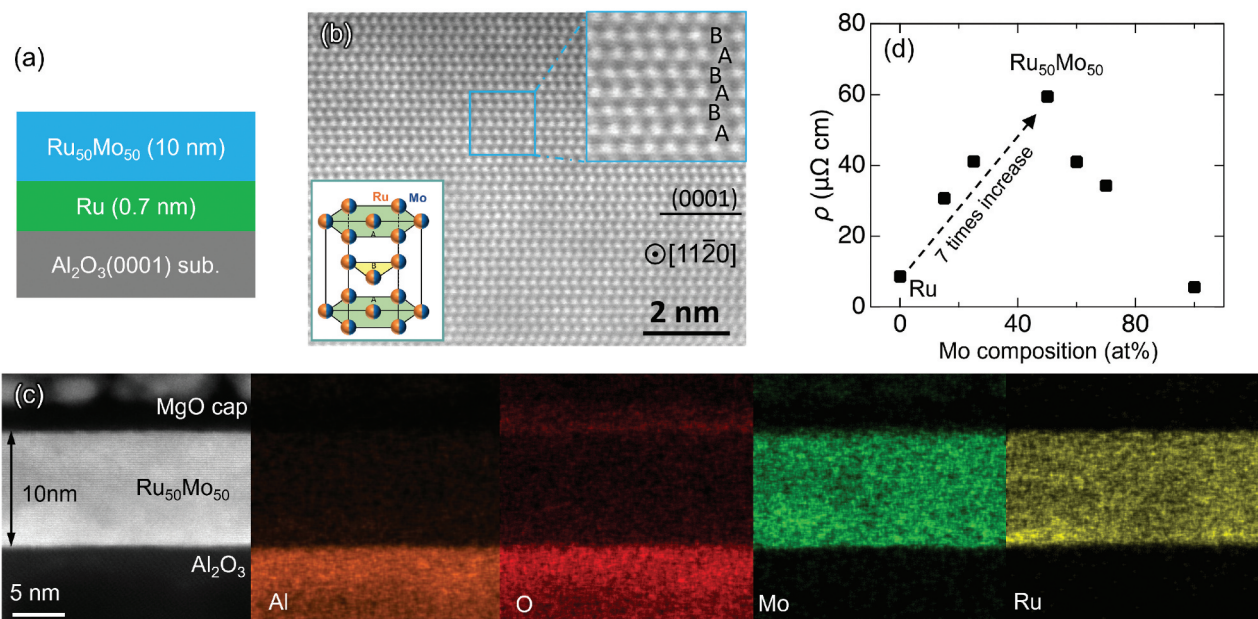 (a)
Ru₅₀Mo₅₀ (10 nm)
Ru (0.7 nm)
Al₂O₃(0001) sub.
(b)
B
A
B
A
B
A
Ru Mo
A
B
A
(0001)
⊙[112̄0]
2 nm
(d)
80
60
40
20
0
ρ (μΩ cm)
Ru₅₀Mo₅₀
7 times increase
Ru
0 40 80
Mo composition (at%)
(c)
MgO cap
10nm
Ru₅₀Mo₅₀
Al₂O₃
5 nm
Al
O
Mo
Ru